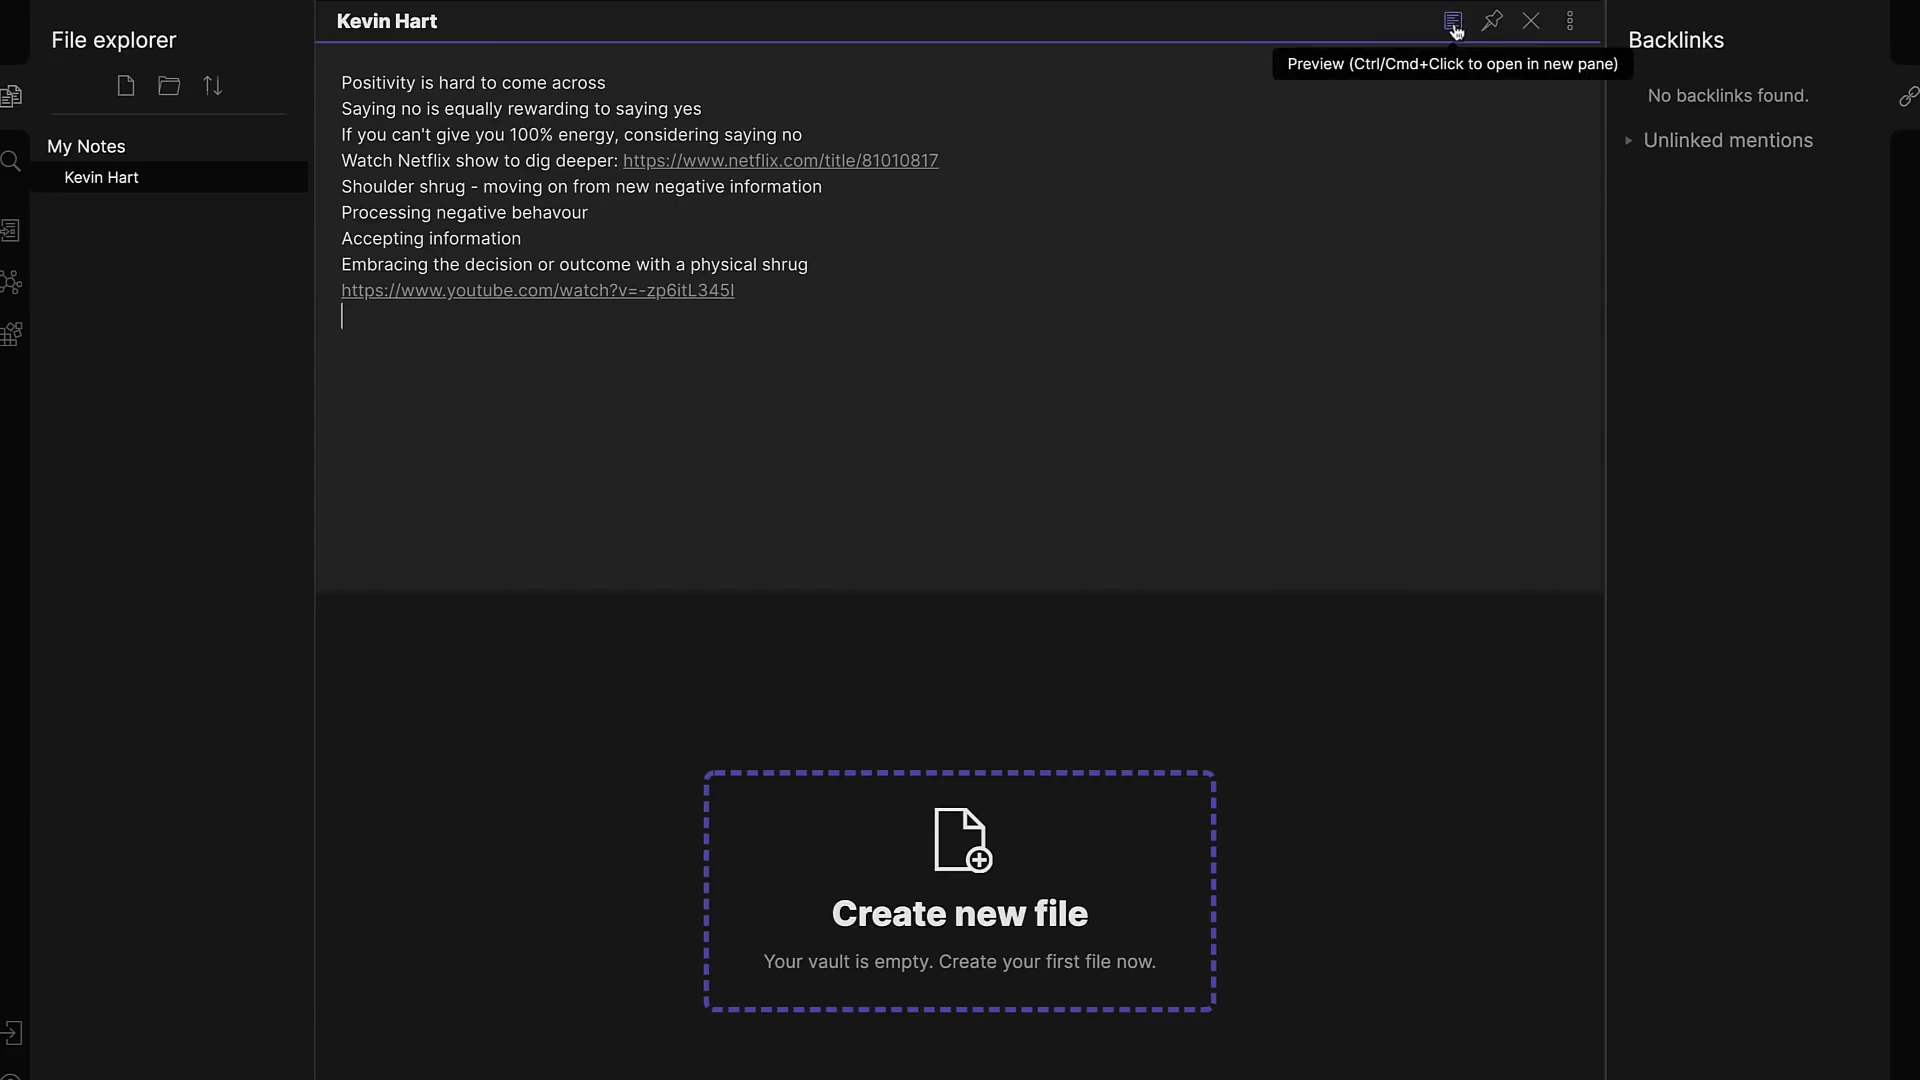 File explorer
My Notes
Kevin Hart
Kevin Hart
Preview (Ctrl/Cmd+Click to open in new pane)
Positivity is hard to come across
Saying no is equally rewarding to saying yes
If you can't give you 100% energy, considering saying no
Watch Netflix show to dig deeper: https://www.netflix.com/title/81010817
Shoulder shrug - moving on from new negative information
Processing negative behavour
Accepting information
Embracing the decision or outcome with a physical shrug
https://www.youtube.com/watch?v=-zp6itL345I
Create new file
Your vault is empty. Create your first file now.
Backlinks
No backlinks found.
Unlinked mentions